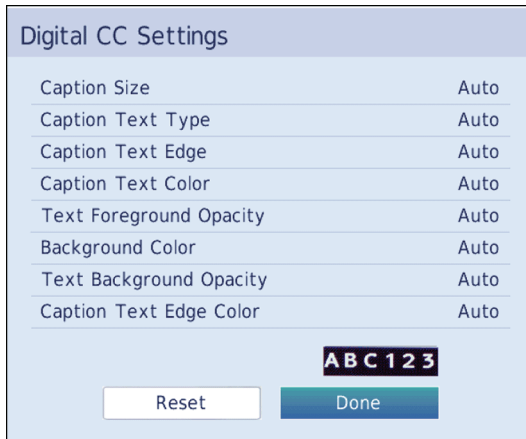 Digital CC Settings
Caption Size Auto
Caption Text Type Auto
Caption Text Edge Auto
Caption Text Color Auto
Text Foreground Opacity Auto
Background Color Auto
Text Background Opacity Auto
Caption Text Edge Color Auto
ABC123
Reset Done